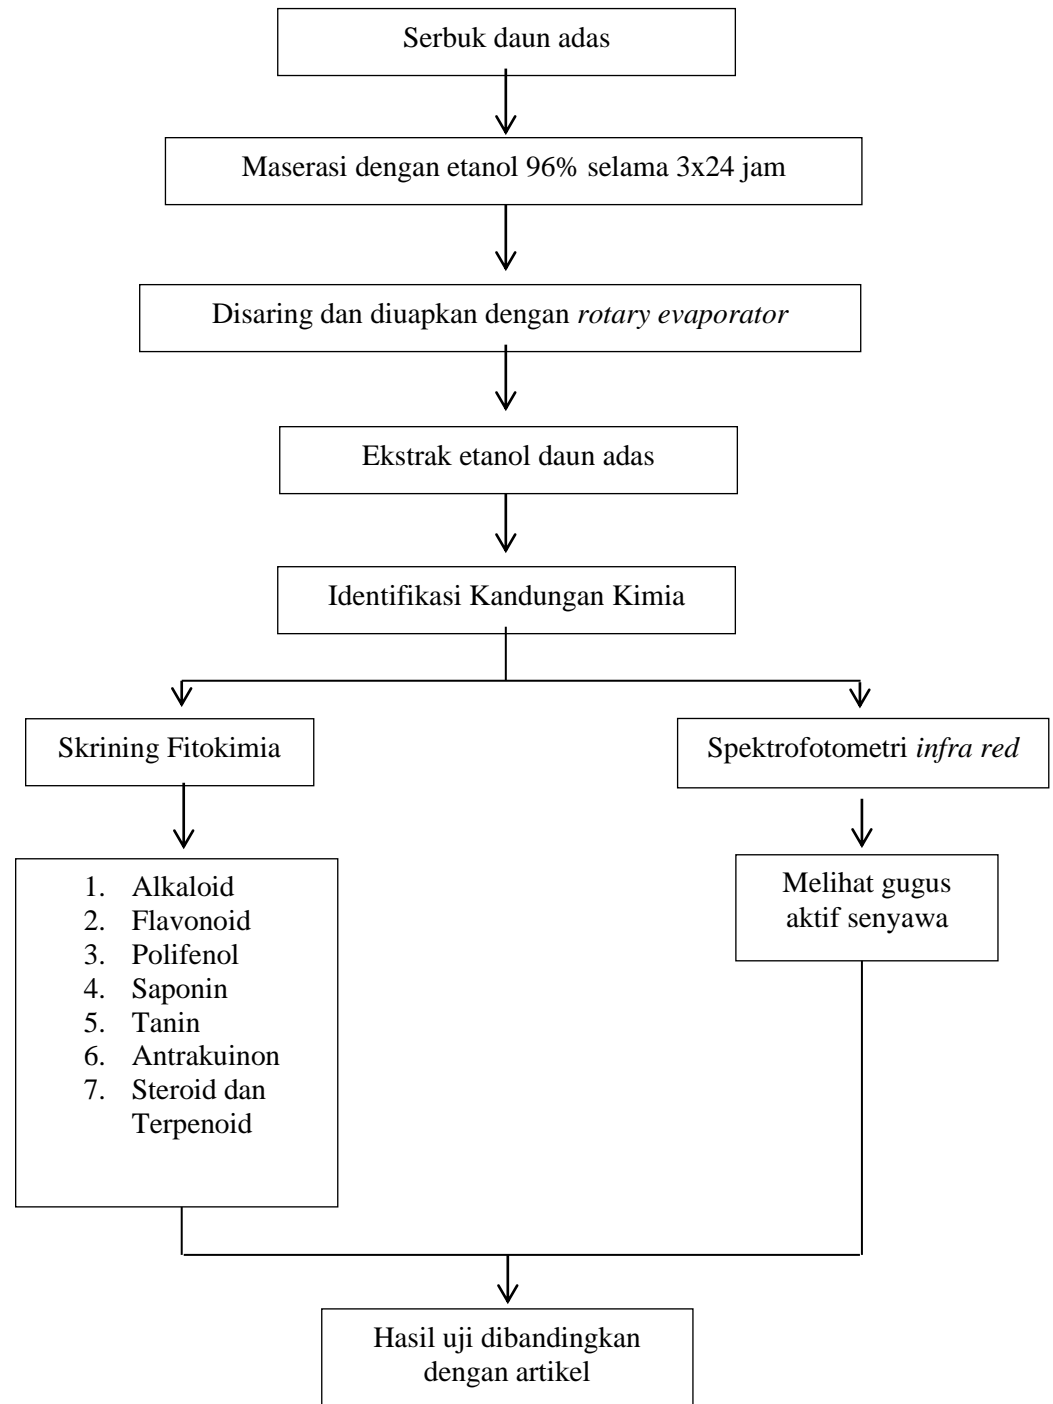 Serbuk daun adas
Maserasi dengan etanol 96% selama 3x24 jam
Disaring dan diuapkan dengan rotary evaporator
Ekstrak etanol daun adas
Identifikasi Kandungan Kimia
Skrining Fitokimia
Spektrofotometri infra red
1. Alkaloid
2. Flavonoid
3. Polifenol
4. Saponin
5. Tanin
6. Antrakuinon
7. Steroid dan
Terpenoid
Melihat gugus
aktif senyawa
Hasil uji dibandingkan
dengan artikel